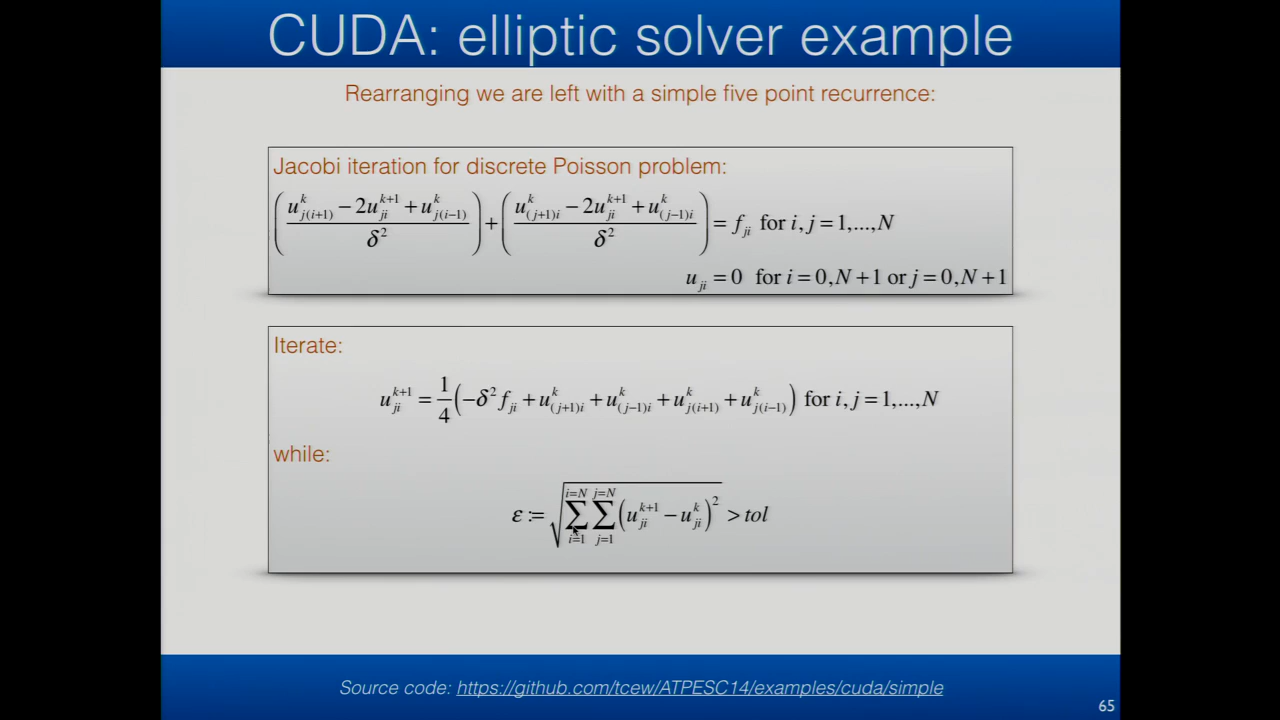 CUDA: elliptic solver example
Rearranging we are left with a simple five point recurrence:
Jacobi iteration for discrete Poisson problem:
(u^k_{j(i+1)} − 2u^{k+1}_{ji} + u^k_{j(i−1)} / δ²) + (u^k_{(j+1)i} − 2u^{k+1}_{ji} + u^k_{(j−1)i} / δ²) = f_{ji} for i, j = 1,...,N
u_{ji} = 0 for i = 0, N + 1 or j = 0, N + 1
Iterate:
u^{k+1}_{ji} = 1/4 (−δ² f_{ji} + u^k_{(j+1)i} + u^k_{(j−1)i} + u^k_{j(i+1)} + u^k_{j(i−1)}) for i, j = 1,...,N
while:
ε := √(∑_{i=1}^{i=N} ∑_{j=1}^{j=N} (u^{k+1}_{ji} − u^k_{ji})²) > tol
Source code: https://github.com/tcew/ATPESC14/examples/cuda/simple
65